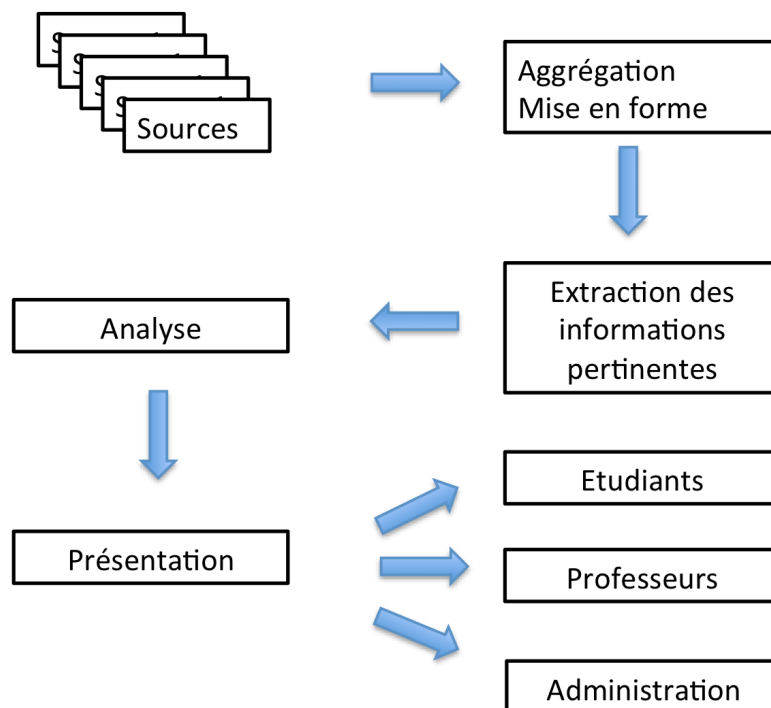 Sources
Aggrégation
Mise en forme
Extraction des
informations
pertinentes
Analyse
Etudiants
Présentation
Professeurs
Administration